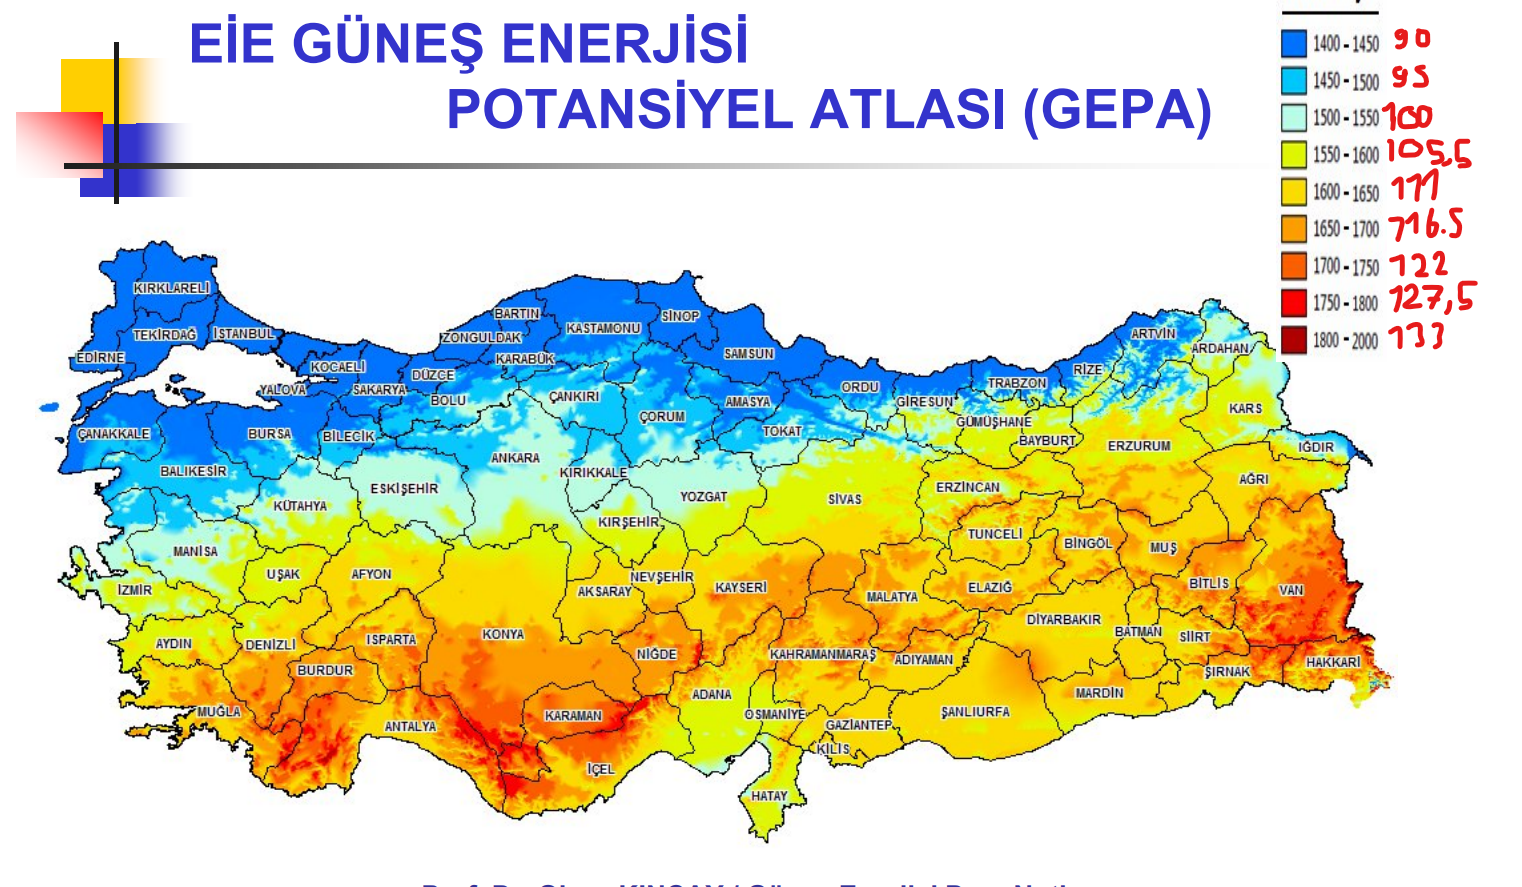 EİE GÜNEŞ ENERJİSİ
POTANSİYEL ATLASI (GEPA)
1400 - 1450 90
1450 - 1500 95
1500 - 1550 100
1550 - 1600 105,5
1600 - 1650 111
1650 - 1700 116.5
1700 - 1750 122
1750 - 1800 127,5
1800 - 2000 133
KIRKLARELİ
TEKİRDAĞ
İSTANBUL
EDİRNE
KOCAELİ
YALOVA
SAKARYA
DÜZCE
BOLU
ZONGULDAK
BARTIN
KARABÜK
KASTAMONU
SİNOP
SAMSUN
ÇANKIRI
ÇORUM
AMASYA
TOKAT
ORDU
GİRESUN
TRABZON
RİZE
ARTVİN
ARDAHAN
KARS
GÜMÜŞHANE
BAYBURT
ERZURUM
IĞDIR
AĞRI
ÇANAKKALE
BURSA
BİLECİK
BALIKESİR
KÜTAHYA
ESKİŞEHİR
ANKARA
KIRIKKALE
KIRŞEHİR
YOZGAT
SİVAS
ERZİNCAN
TUNCELİ
BİNGÖL
MUŞ
BİTLİS
VAN
MANİSA
İZMİR
UŞAK
AFYON
AKSARAY
NEVŞEHİR
KAYSERİ
MALATYA
ELAZIĞ
DİYARBAKIR
BATMAN
SİİRT
ŞIRNAK
HAKKARİ
AYDIN
DENİZLİ
ISPARTA
BURDUR
KONYA
NİĞDE
KAHRAMANMARAŞ
ADIYAMAN
MARDİN
MUĞLA
ANTALYA
KARAMAN
İÇEL
ADANA
OSMANİYE
GAZİANTEP
KİLİS
ŞANLIURFA
HATAY